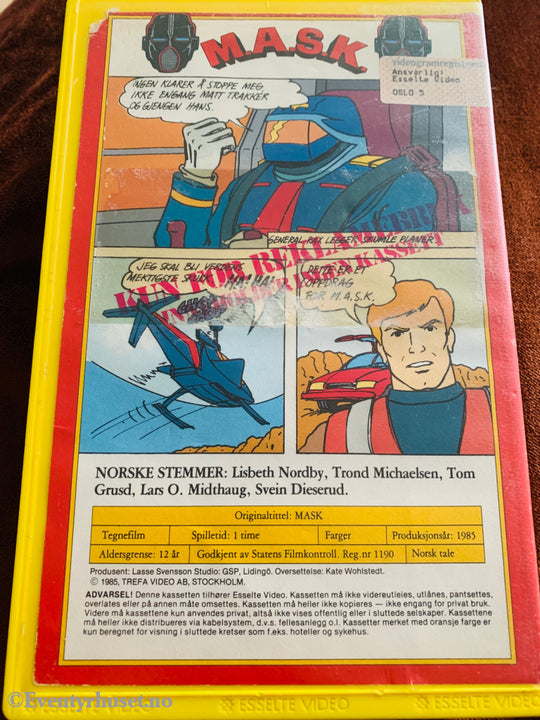 M.A.S.K
videogramregisteret
Ansvarlig:
Esselte Video
OSLO 5
INGEN KLARER Å STOPPE MEG
IKKE ENGANG MATT TRAKKER
OG GJENGEN HANS.
GENERAL RAX LEGGER SKUMLE PLANER
KUN FOR REKLAMEBRUK
INNEHOLDER INGEN KASSETT
JEG SKAL BLI VERDENS
MEKTIGSTE SKURK HA! HA!
DETTE ER ET
OPPDRAG
FOR M.A.S.K.
NORSKE STEMMER: Lisbeth Nordby, Trond Michaelsen, Tom
Grusd, Lars O. Midthaug, Svein Dieserud.
Originaltittel: MASK
Tegnefilm Spilletid: 1 time Farger Produksjonsår: 1985
Aldersgrense: 12 år Godkjent av Statens Filmkontroll. Reg.nr 1190 Norsk tale
Produsent: Lasse Svensson Studio: GSP, Lidingö. Oversettelse: Kate Wohlstedt.
© 1985, TREFA VIDEO AB, STOCKHOLM.
ADVARSEL! Denne kassetten tilhører Esselte Video. Kassetten må ikke videreutleies, utlånes, pantsettes,
overlates eller på annen måte omsettes. Kassetten må heller ikke kopieres — ikke engang for privat bruk.
Videre må kassettene kun anvendes privat, altså ikke vises offentlig eller i sluttede selskaper. Kassettene
må heller ikke distribueres via kabelsystem, d.v.s. fellesanlegg o.l. Kassetter merket med oransje farge er
kun beregnet for visning i sluttede kretser som f.eks. hoteller og sykehus.
© Eventyrhuset.no
ESSELTE VIDEO ESSELTE VIDEO